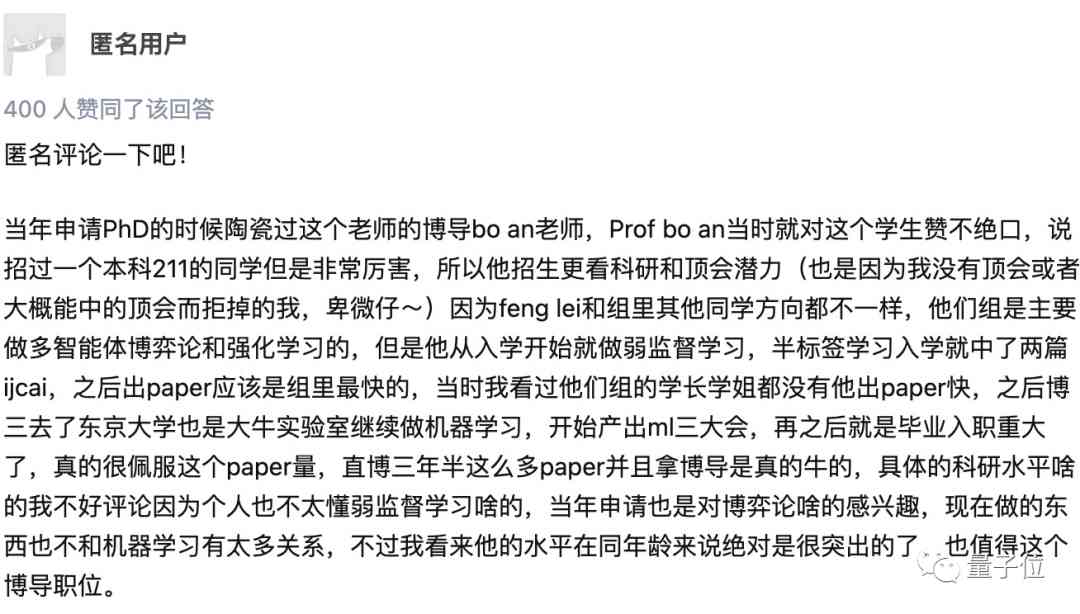 匿名用户
400 人赞同了该回答
匿名评论一下吧！
当年申请PhD的时候陶瓷过这个老师的博导bo an老师，Prof bo an当时就对这个学生赞不绝口，说
招过一个本科211的同学但是非常厉害，所以他招生更看科研和顶会潜力（也是因为我没有顶会或者
大概能中的顶会而拒掉的我，卑微仔～）因为feng lei和组里其他同学方向都不一样，他们组是主要
做多智能体博弈论和强化学习的，但是他从入学开始就做弱监督学习，半标签学习入学就中了两篇
ijcai，之后出paper应该是组里最快的，当时我看过他们组的学长学姐都没有他出paper快，之后博
三去了东京大学也是大牛实验室继续做机器学习，开始产出ml三大会，再之后就是毕业入职重大
了，真的很佩服这个paper量，直博三年半这么多paper并且拿博导是真的牛的，具体的科研水平啥
的我不好评论因为个人也不太懂弱监督学习啥的，当年申请也是对博弈论啥的感兴趣，现在做的东
西也不和机器学习有太多关系，不过我看来他的水平在同年龄来说绝对是很突出的了，也值得这个
博导职位。
量子位